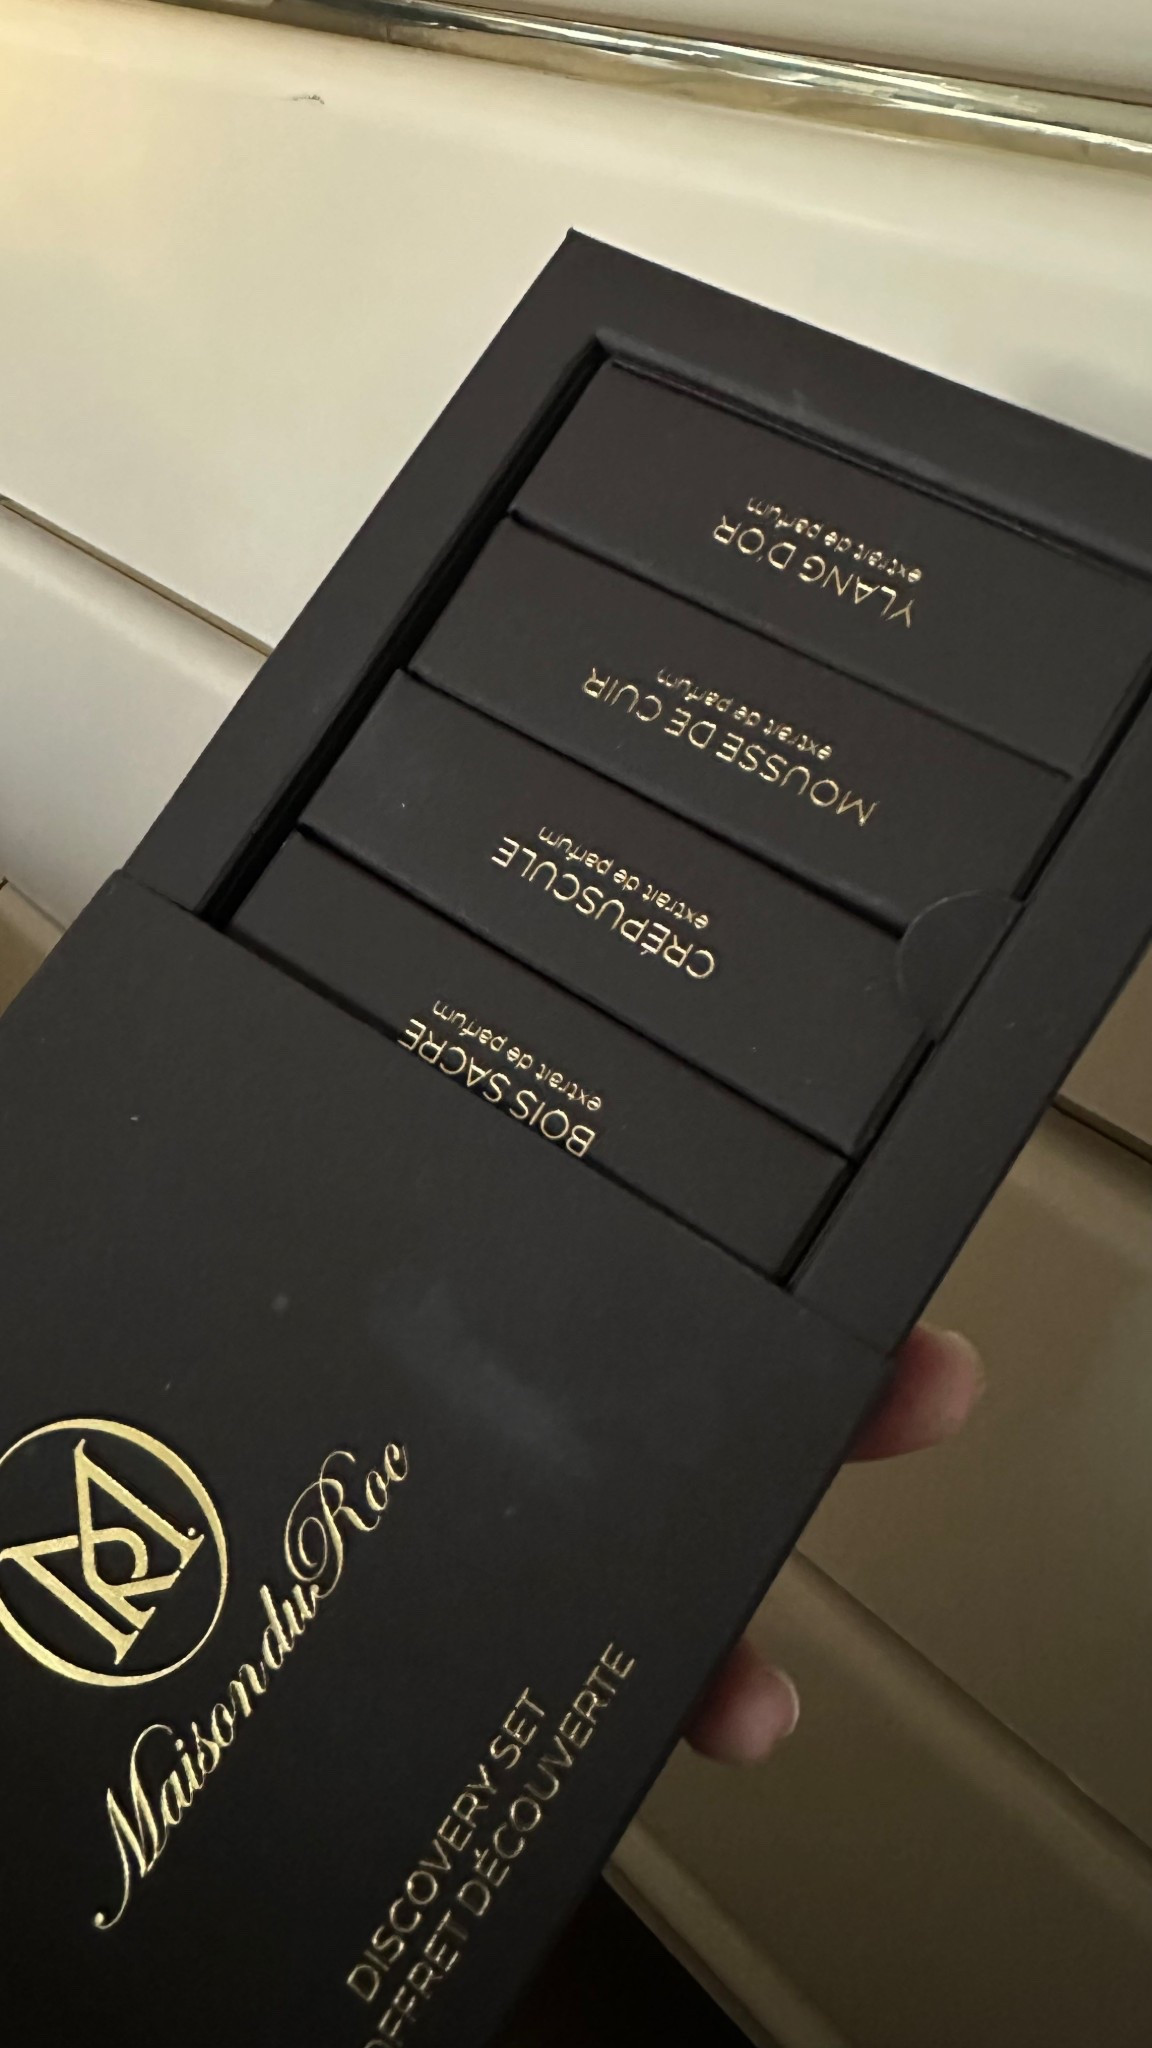 YLANG D'OR
extrait de parfum
MOUSSE DE CUIR
extrait de parfum
CRÉPUSCULE
extrait de parfum
BOIS SACRE
extrait de parfum
MR
Maison du Roc
DISCOVERY SET
OFFRET DÉCOUVERTE